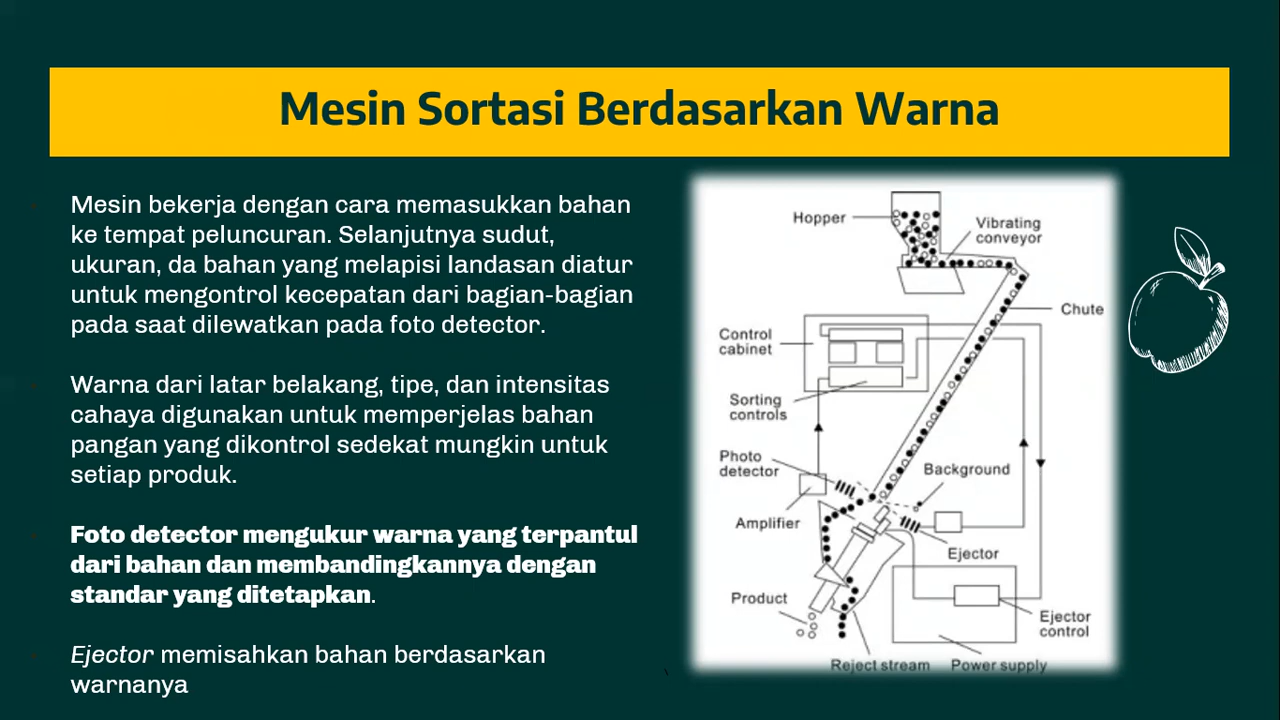 Mesin Sortasi Berdasarkan Warna
Mesin bekerja dengan cara memasukkan bahan
ke tempat peluncuran. Selanjutnya sudut,
ukuran, da bahan yang melapisi landasan diatur
untuk mengontrol kecepatan dari bagian-bagian
pada saat dilewatkan pada foto detector.
Warna dari latar belakang, tipe, dan intensitas
cahaya digunakan untuk memperjelas bahan
pangan yang dikontrol sedekat mungkin untuk
setiap produk.
Foto detector mengukur warna yang terpantul
dari bahan dan membandingkannya dengan
standar yang ditetapkan.
Ejector memisahkan bahan berdasarkan
warnanya
Hopper
Vibrating
conveyor
Chute
Control
cabinet
Sorting
controls
Photo
detector
Background
Amplifier
Ejector
Product
Ejector
control
Reject stream
Power supply